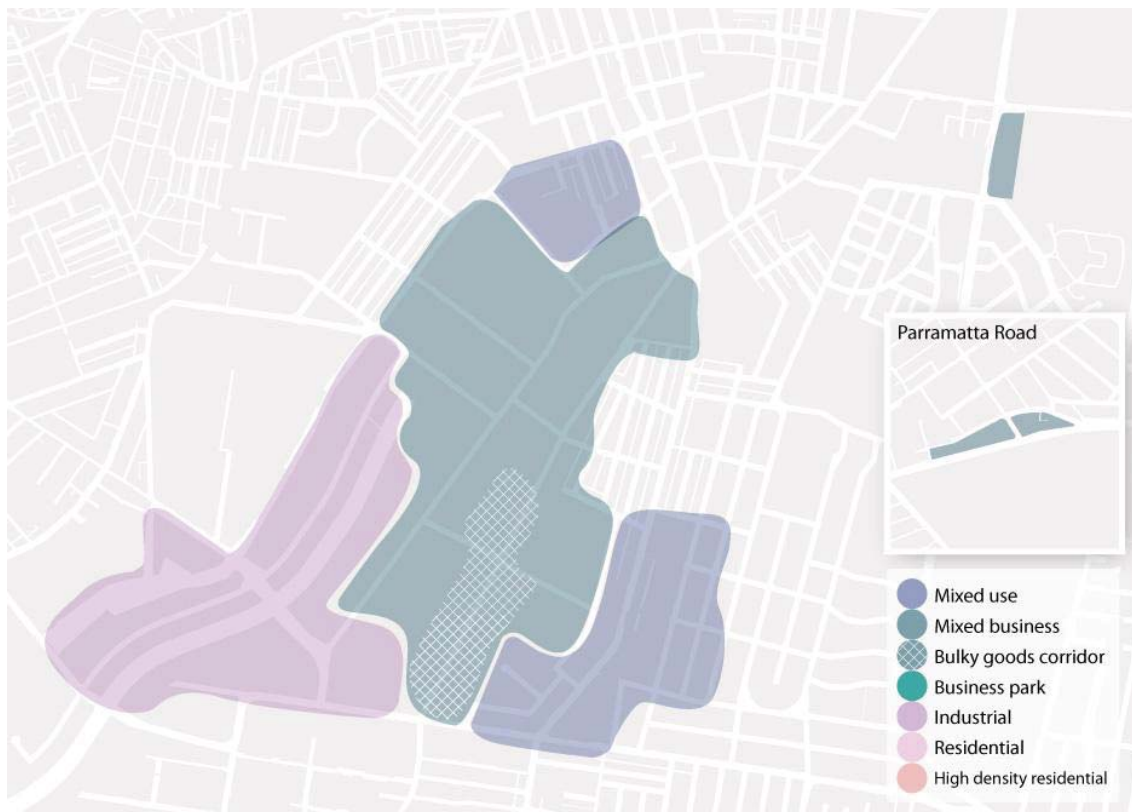 Parramatta Road
Mixed use
Mixed business
Bulky goods corridor
Business park
Industrial
Residential
High density residential